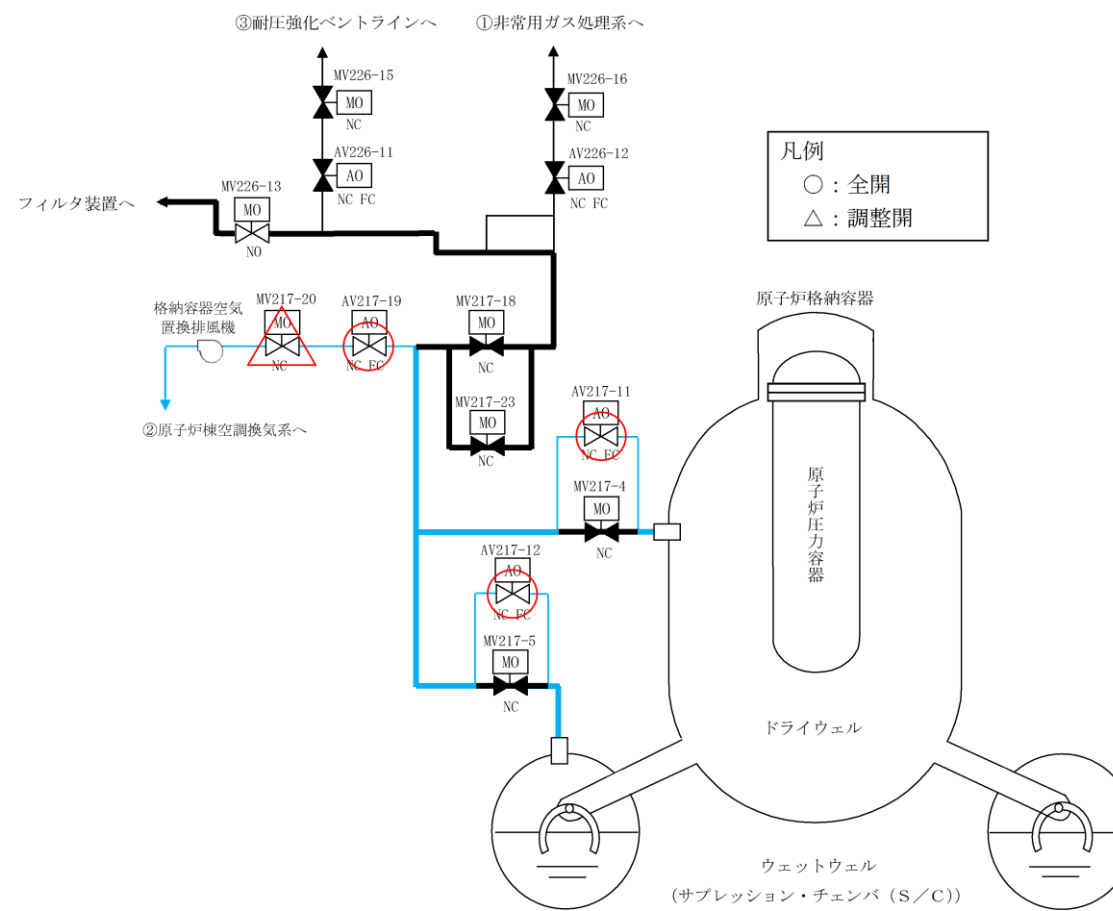 ③耐圧強化ベントラインへ
①非常用ガス処理系へ
MV226-15
MO
NC
MV226-16
MO
NC
AV226-11
AO
NC FC
AV226-12
AO
NC FC
凡例
○：全開
△：調整開
MV226-13
MO
NO
フィルタ装置へ
格納容器空気
置換排風機
MV217-20
MO
NC
AV217-19
AO
NC FC
MV217-18
MO
NC
原子炉格納容器
②原子炉棟空調換気系へ
MV217-23
MO
NC
AV217-11
AO
NC FC
MV217-4
MO
NC
原子炉圧力容器
AV217-12
AO
NC FC
MV217-5
MO
NC
ドライウェル
ウェットウェル
(サプレッション・チェンバ（Ｓ／Ｃ）)